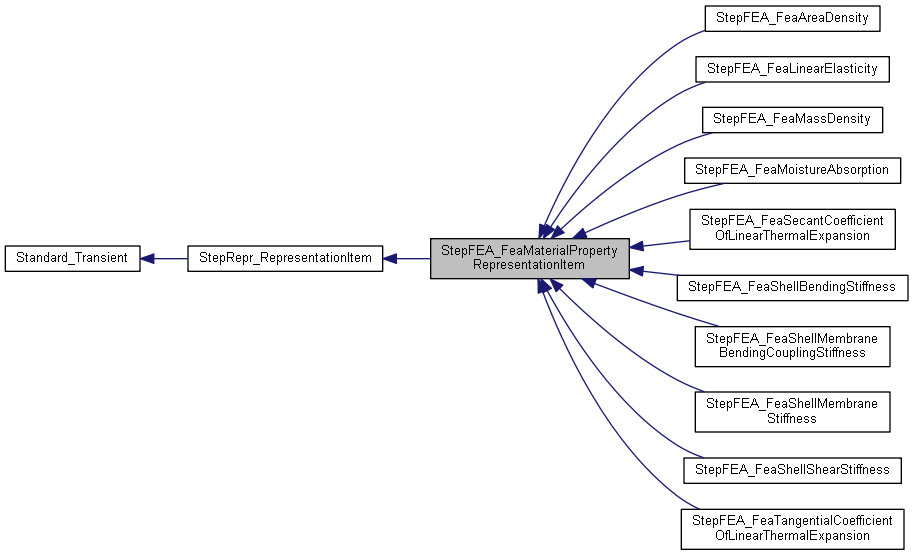 Standard_Transient
StepRepr_RepresentationItem
StepFEA_FeaMaterialProperty
RepresentationItem
StepFEA_FeaAreaDensity
StepFEA_FeaLinearElasticity
StepFEA_FeaMassDensity
StepFEA_FeaMoistureAbsorption
StepFEA_FeaSecantCoefficient
OfLinearThermalExpansion
StepFEA_FeaShellBendingStiffness
StepFEA_FeaShellMembrane
BendingCouplingStiffness
StepFEA_FeaShellMembrane
Stiffness
StepFEA_FeaShellShearStiffness
StepFEA_FeaTangentialCoefficient
OfLinearThermalExpansion